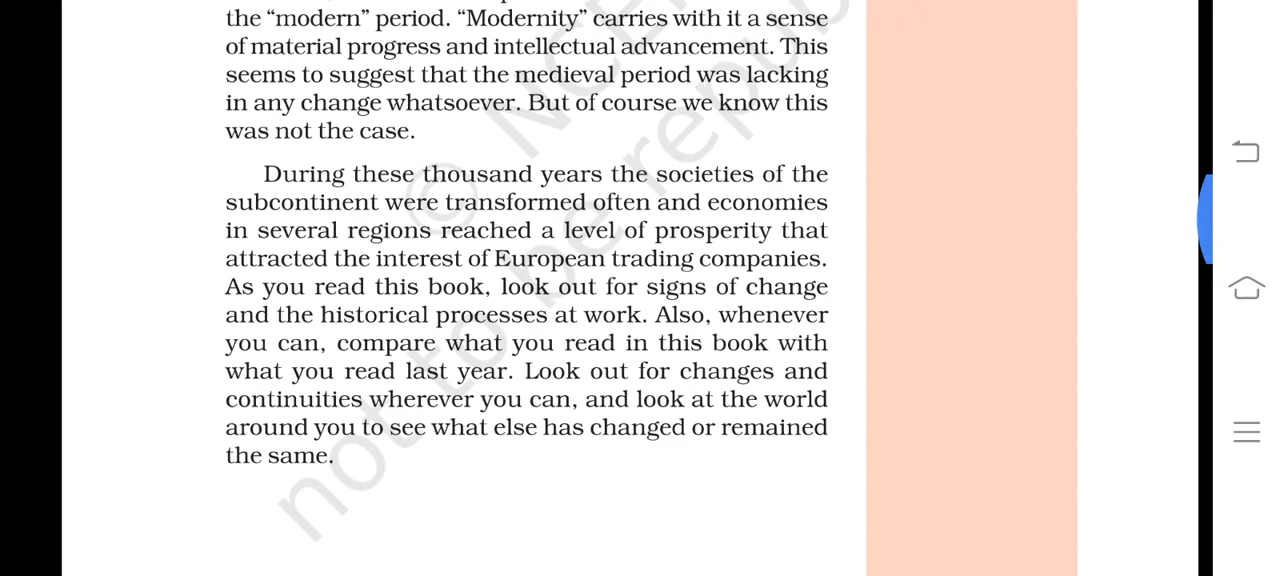 the “modern” period. “Modernity” carries with it a sense
of material progress and intellectual advancement. This
seems to suggest that the medieval period was lacking
in any change whatsoever. But of course we know this
was not the case.
During these thousand years the societies of the
subcontinent were transformed often and economies
in several regions reached a level of prosperity that
attracted the interest of European trading companies.
As you read this book, look out for signs of change
and the historical processes at work. Also, whenever
you can, compare what you read in this book with
what you read last year. Look out for changes and
continuities wherever you can, and look at the world
around you to see what else has changed or remained
the same.
© NCE
not to be repub